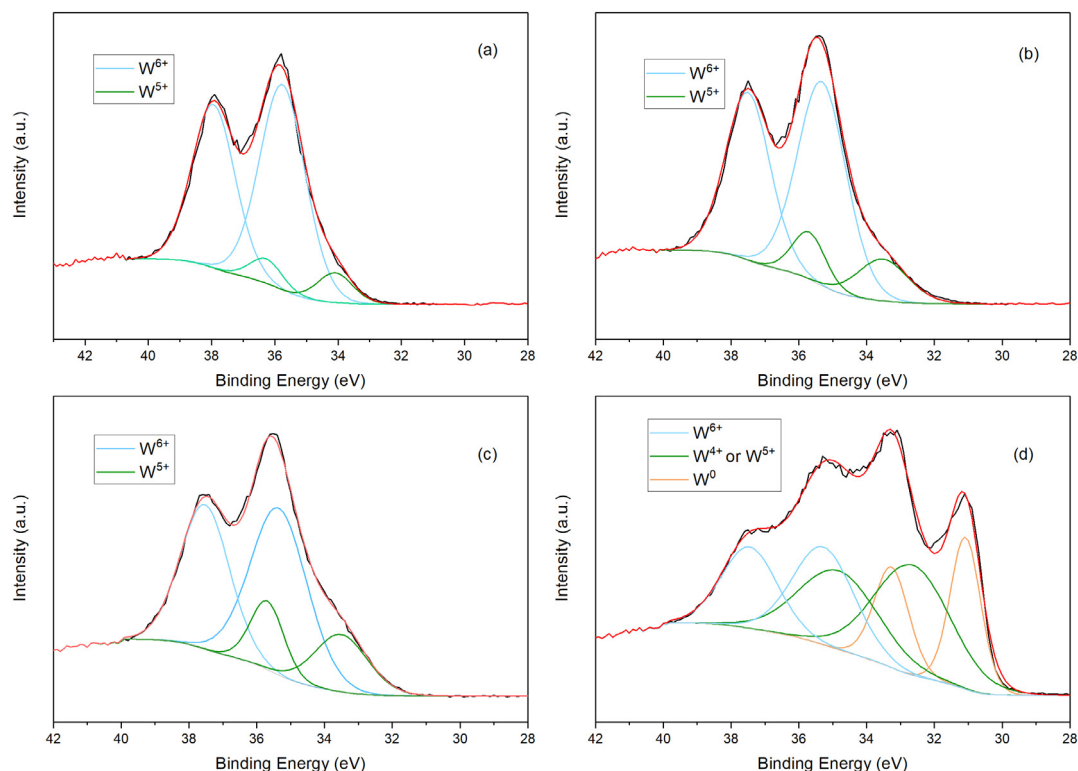 (a)
W⁶⁺
W⁵⁺
Intensity (a.u.)
42 40 38 36 34 32 30 28
Binding Energy (eV)
(b)
W⁶⁺
W⁵⁺
Intensity (a.u.)
42 40 38 36 34 32 30 28
Binding Energy (eV)
(c)
W⁶⁺
W⁵⁺
Intensity (a.u.)
42 40 38 36 34 32 30 28
Binding Energy (eV)
(d)
W⁶⁺
W⁴⁺ or W⁵⁺
W⁰
Intensity (a.u.)
42 40 38 36 34 32 30 28
Binding Energy (eV)